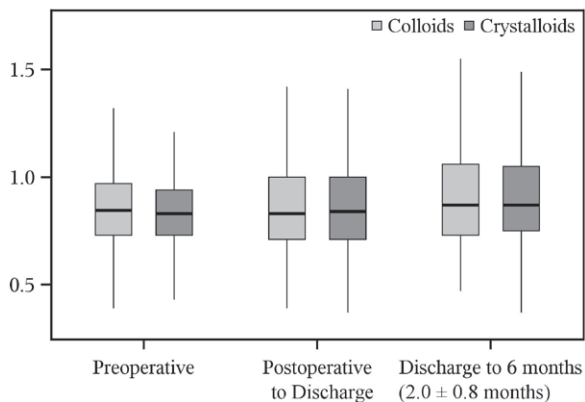 Colloids Crystalloids
1.5
1.0
0.5
Preoperative
Postoperative
to Discharge
Discharge to 6 months
(2.0 ± 0.8 months)